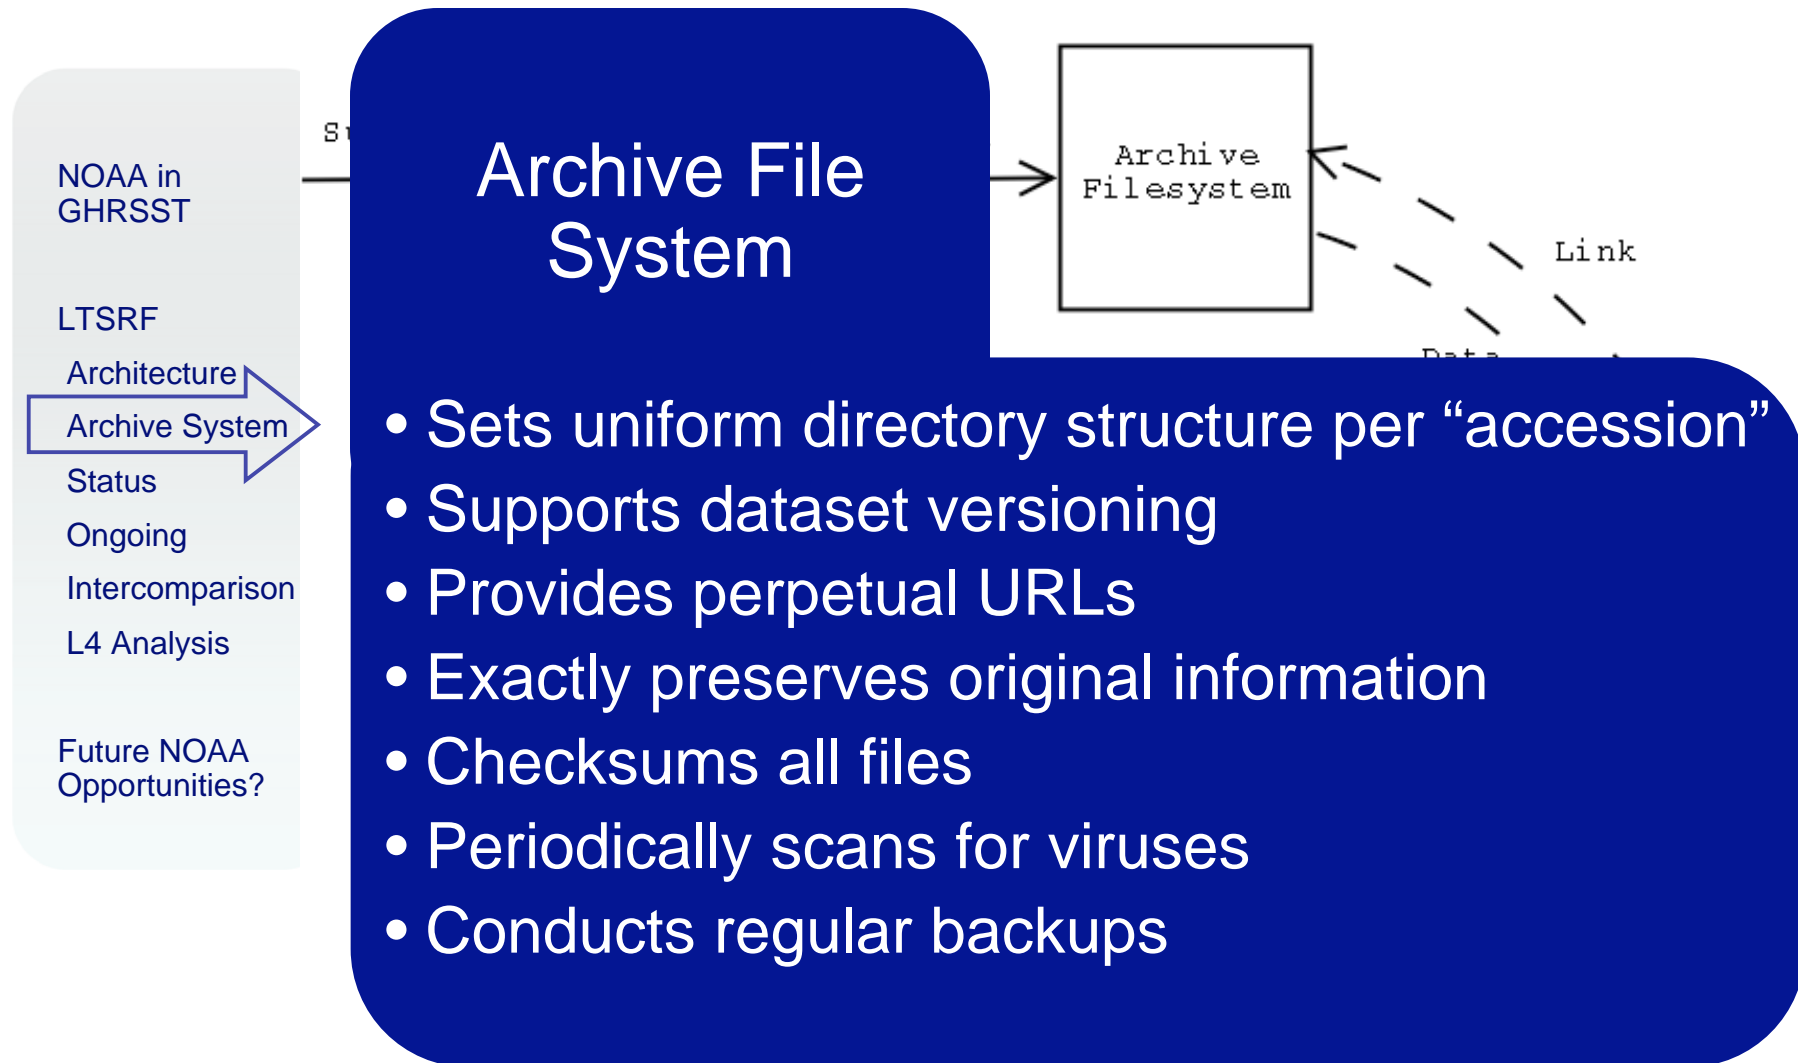 NOAA in
GHRSST
LTSRF
Architecture
Archive System
Status
Ongoing
Intercomparison
L4 Analysis
Future NOAA
Opportunities?
Archive File
System
Archive
Filesystem
Link
Data
• Sets uniform directory structure per “accession”
• Supports dataset versioning
• Provides perpetual URLs
• Exactly preserves original information
• Checksums all files
• Periodically scans for viruses
• Conducts regular backups